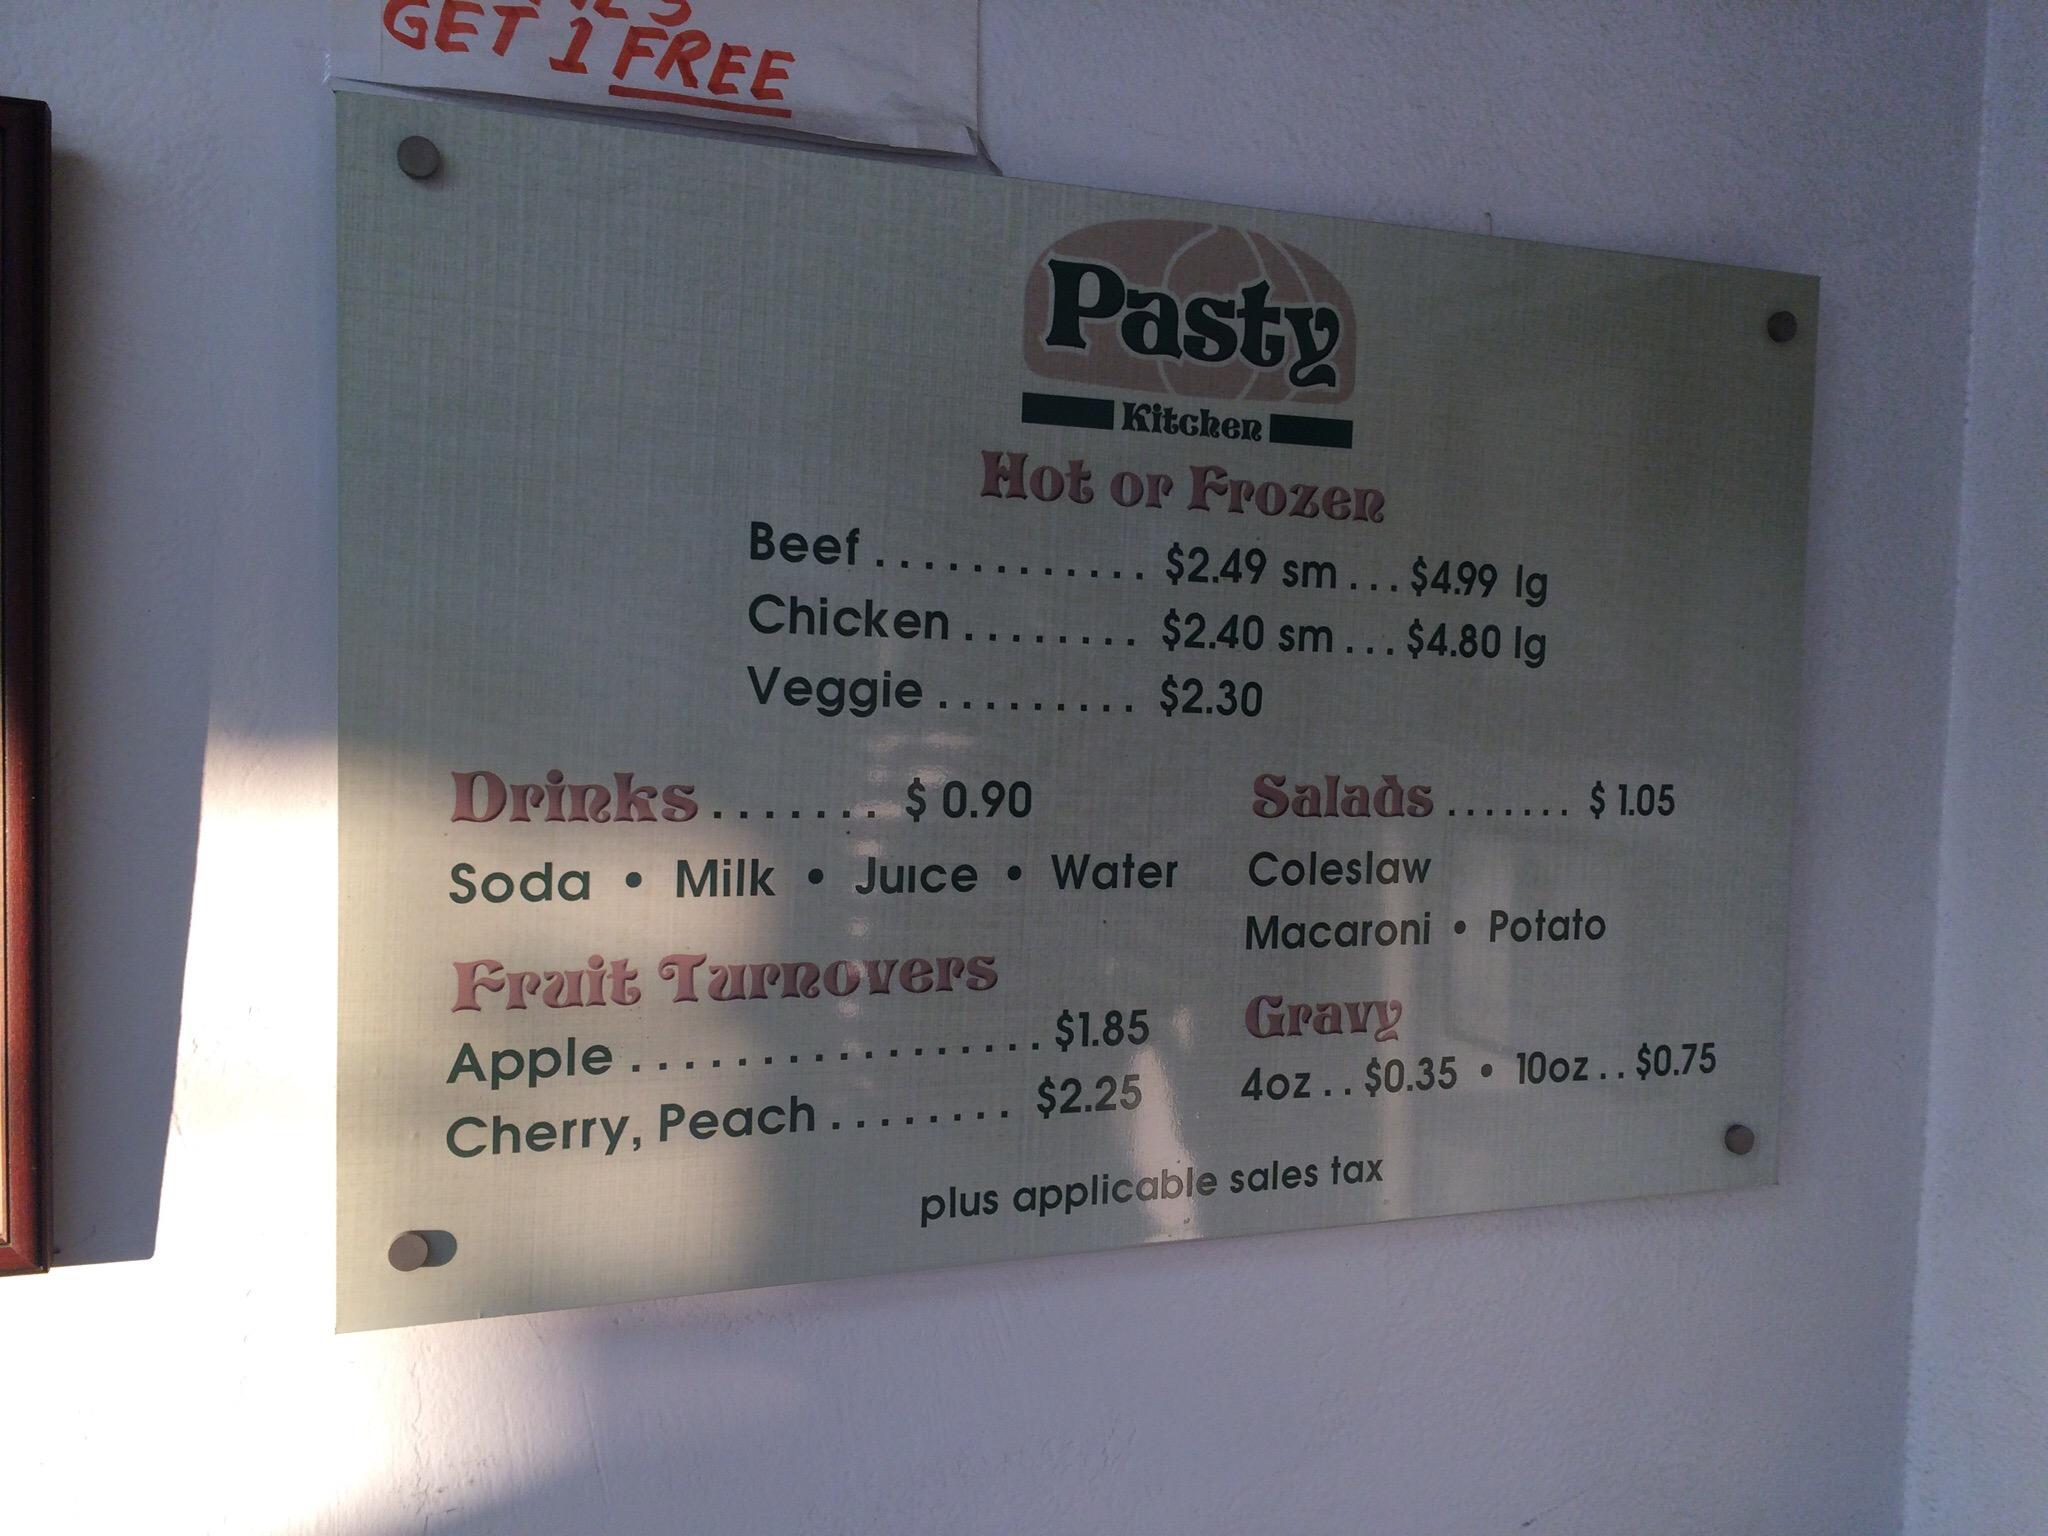 GET 1 FREE
Pasty
Kitchen
Hot or Frozen
Beef ............ $2.49 sm ... $4.99 lg
Chicken ........ $2.40 sm ... $4.80 lg
Veggie ......... $2.30
Drinks ....... $ 0.90
Soda • Milk • Juice • Water
Fruit Turnovers
Apple .................. $1.85
Cherry, Peach ........ $2.25
Salads ....... $ 1.05
Coleslaw
Macaroni • Potato
Gravy
4oz .. $0.35 • 10oz .. $0.75
plus applicable sales tax